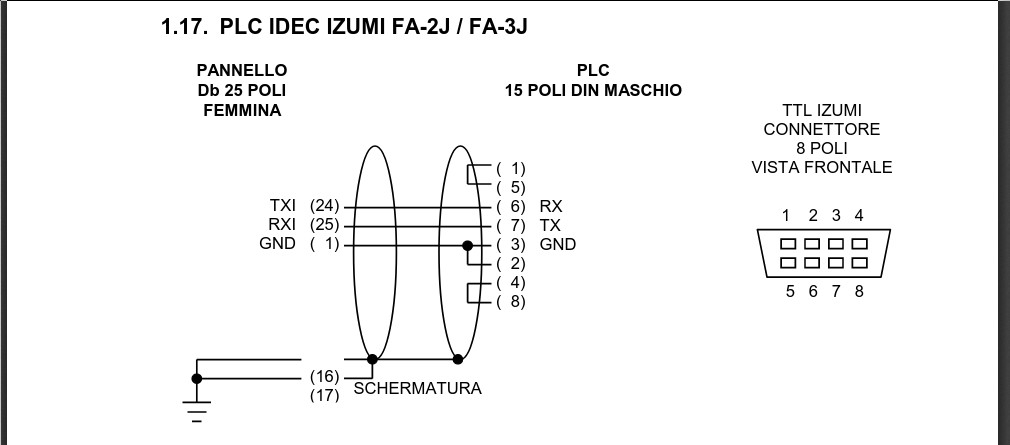 1.17. PLC IDEC IZUMI FA-2J / FA-3J
PANNELLO
Db 25 POLI
FEMMINA
PLC
15 POLI DIN MASCHIO
TTL IZUMI
CONNETTORE
8 POLI
VISTA FRONTALE
( 1)
( 5)
TXI (24) ( 6) RX
RXI (25) ( 7) TX
GND ( 1) ( 3) GND
( 2)
( 4)
( 8)
1 2 3 4
5 6 7 8
(16)
(17)
SCHERMATURA